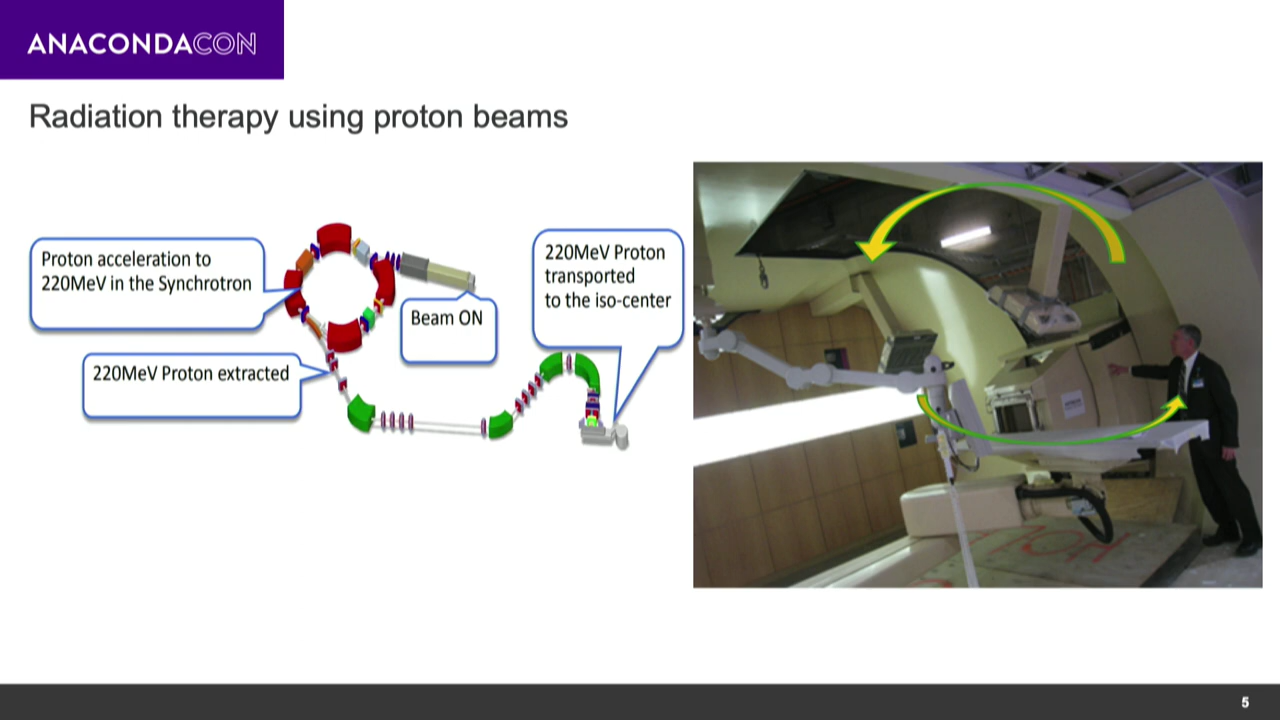 ANACONDACON
Radiation therapy using proton beams
Proton acceleration to
220MeV in the Synchrotron
220MeV Proton extracted
Beam ON
220MeV Proton
transported
to the iso-center
5